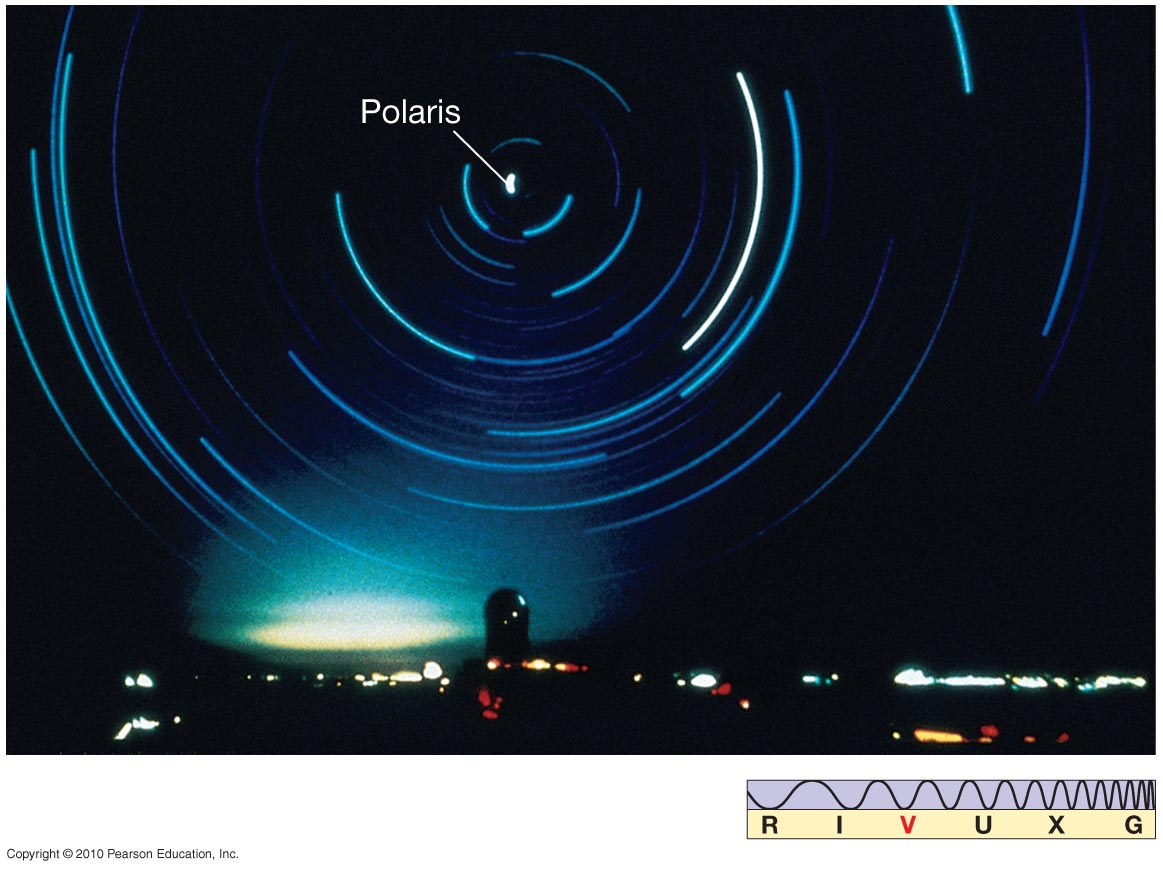 Polaris
R I V U X G
Copyright © 2010 Pearson Education, Inc.